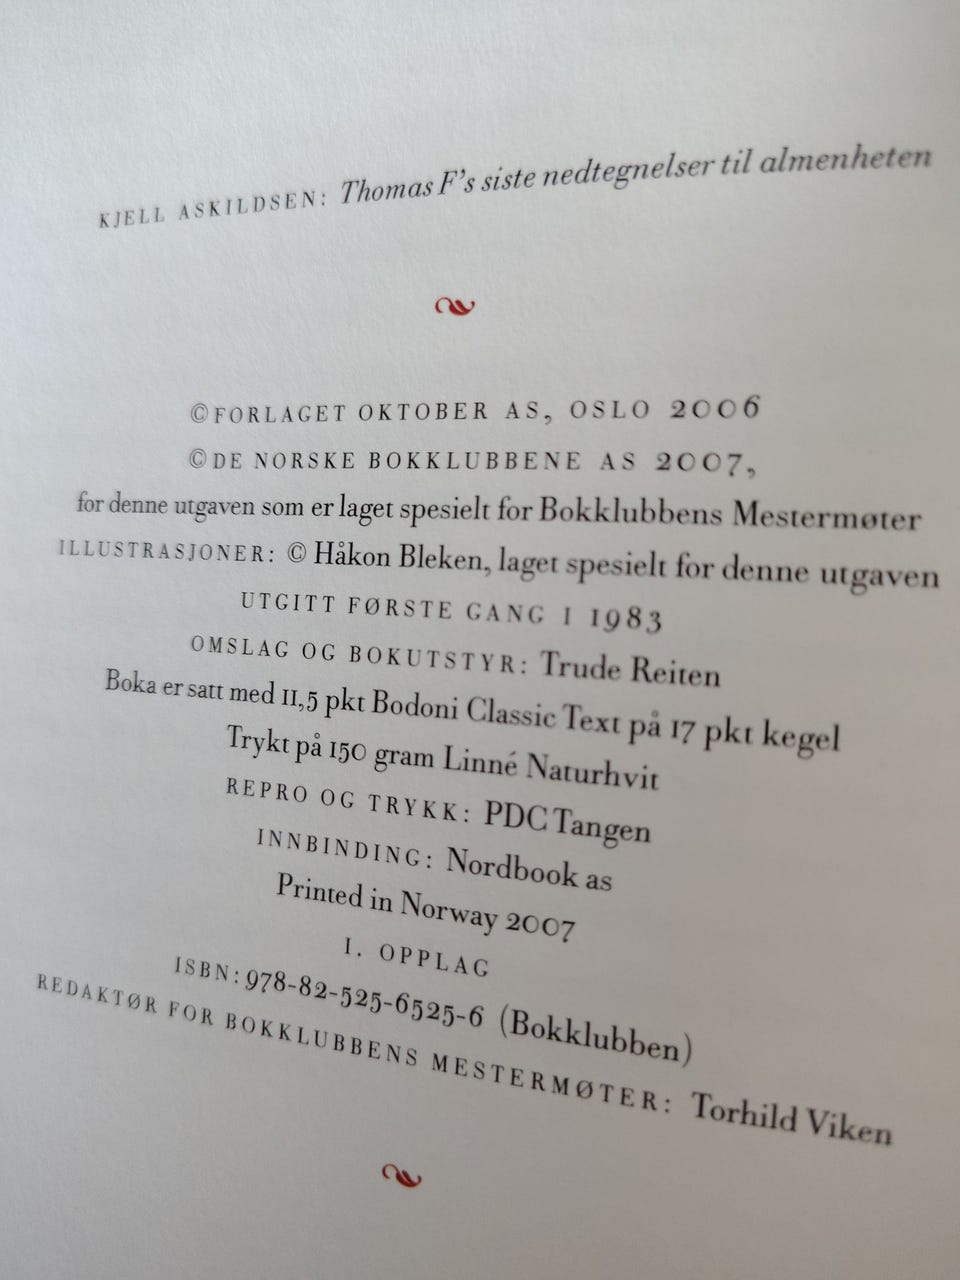 KJELL ASKILDSEN: Thomas F's siste nedtegnelser til almenheten
©FORLAGET OKTOBER AS, OSLO 2006
©DE NORSKE BOKKLUBBENE AS 2007,
for denne utgaven som er laget spesielt for Bokklubbens Mestermøter
ILLUSTRASJONER: © Håkon Bleken, laget spesielt for denne utgaven
UTGITT FØRSTE GANG I 1983
OMSLAG OG BOKUTSTYR: Trude Reiten
Boka er satt med 11,5 pkt Bodoni Classic Text på 17 pkt kegel
Trykt på 150 gram Linné Naturhvit
REPRO OG TRYKK: PDC Tangen
INNBINDING: Nordbook as
Printed in Norway 2007
1. OPPLAG
ISBN: 978-82-525-6525-6 (Bokklubben)
REDAKTØR FOR BOKKLUBBENS MESTERMØTER: Torhild Viken